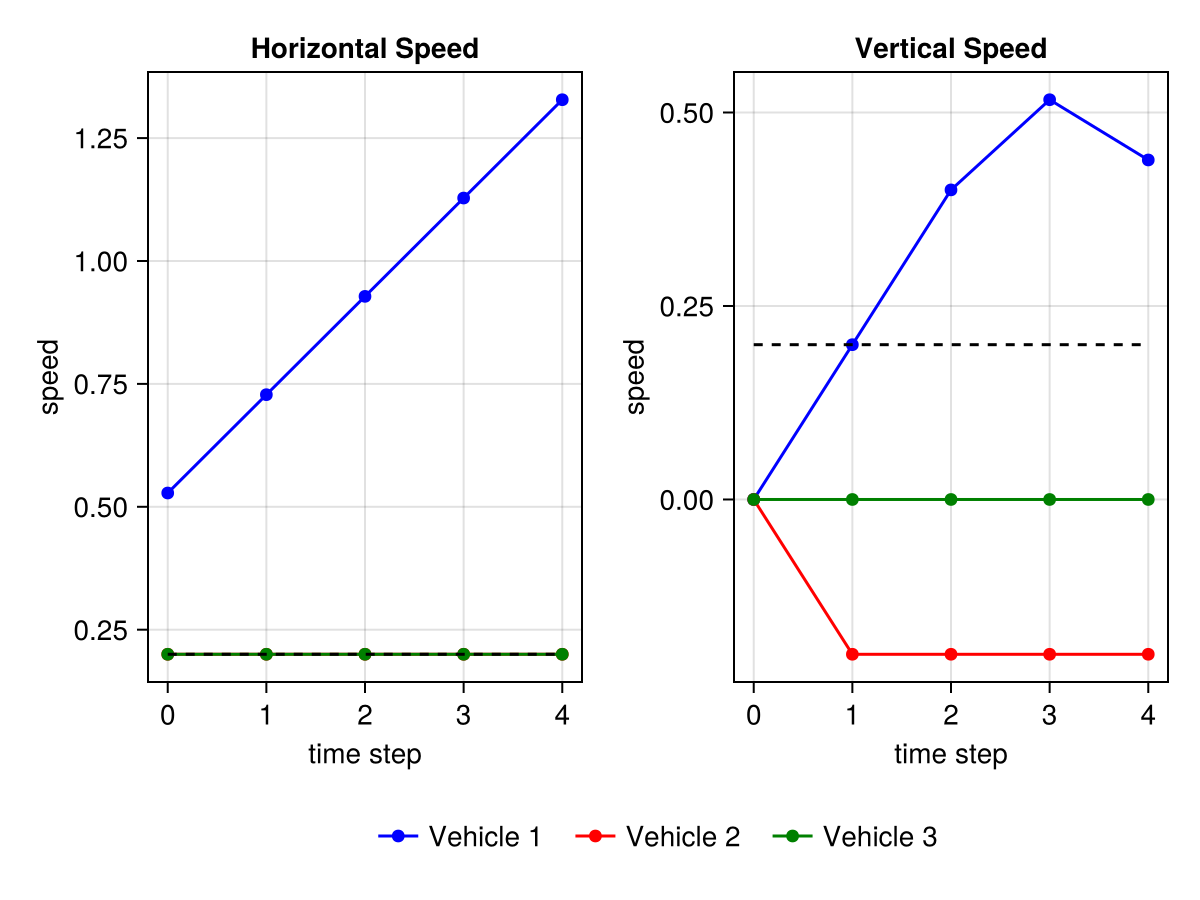 Horizontal Speed
speed
1.25
1.00
0.75
0.50
0.25
0 1 2 3 4
time step
Vertical Speed
speed
0.50
0.25
0.00
0 1 2 3 4
time step
Vehicle 1 Vehicle 2 Vehicle 3